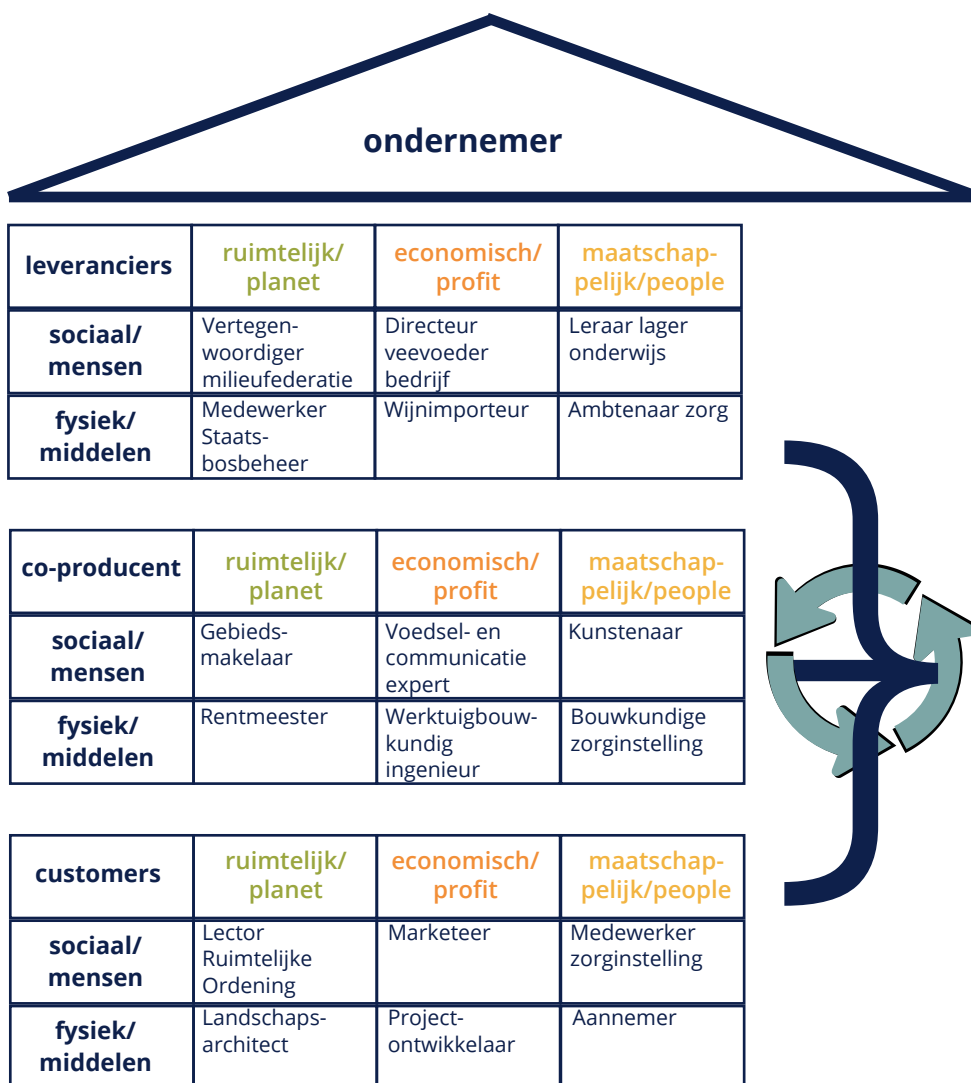 ondernemer
leveranciers
ruimtelijk/
planet
economisch/
profit
maatschap-
pelijk/people
sociaal/
mensen
Vertegen-
woordiger
milieufederatie
Directeur
veevoeder
bedrijf
Leraar lager
onderwijs
fysiek/
middelen
Medewerker
Staats-
bosbeheer
Wijnimporteur
Ambtenaar zorg
co-producent
ruimtelijk/
planet
economisch/
profit
maatschap-
pelijk/people
sociaal/
mensen
Gebieds-
makelaar
Voedsel- en
communicatie
expert
Kunstenaar
fysiek/
middelen
Rentmeester
Werktuigbouw-
kundig
ingenieur
Bouwkundige
zorginstelling
customers
ruimtelijk/
planet
economisch/
profit
maatschap-
pelijk/people
sociaal/
mensen
Lector
Ruimtelijke
Ordening
Marketeer
Medewerker
zorginstelling
fysiek/
middelen
Landschaps-
architect
Project-
ontwikkelaar
Aannemer